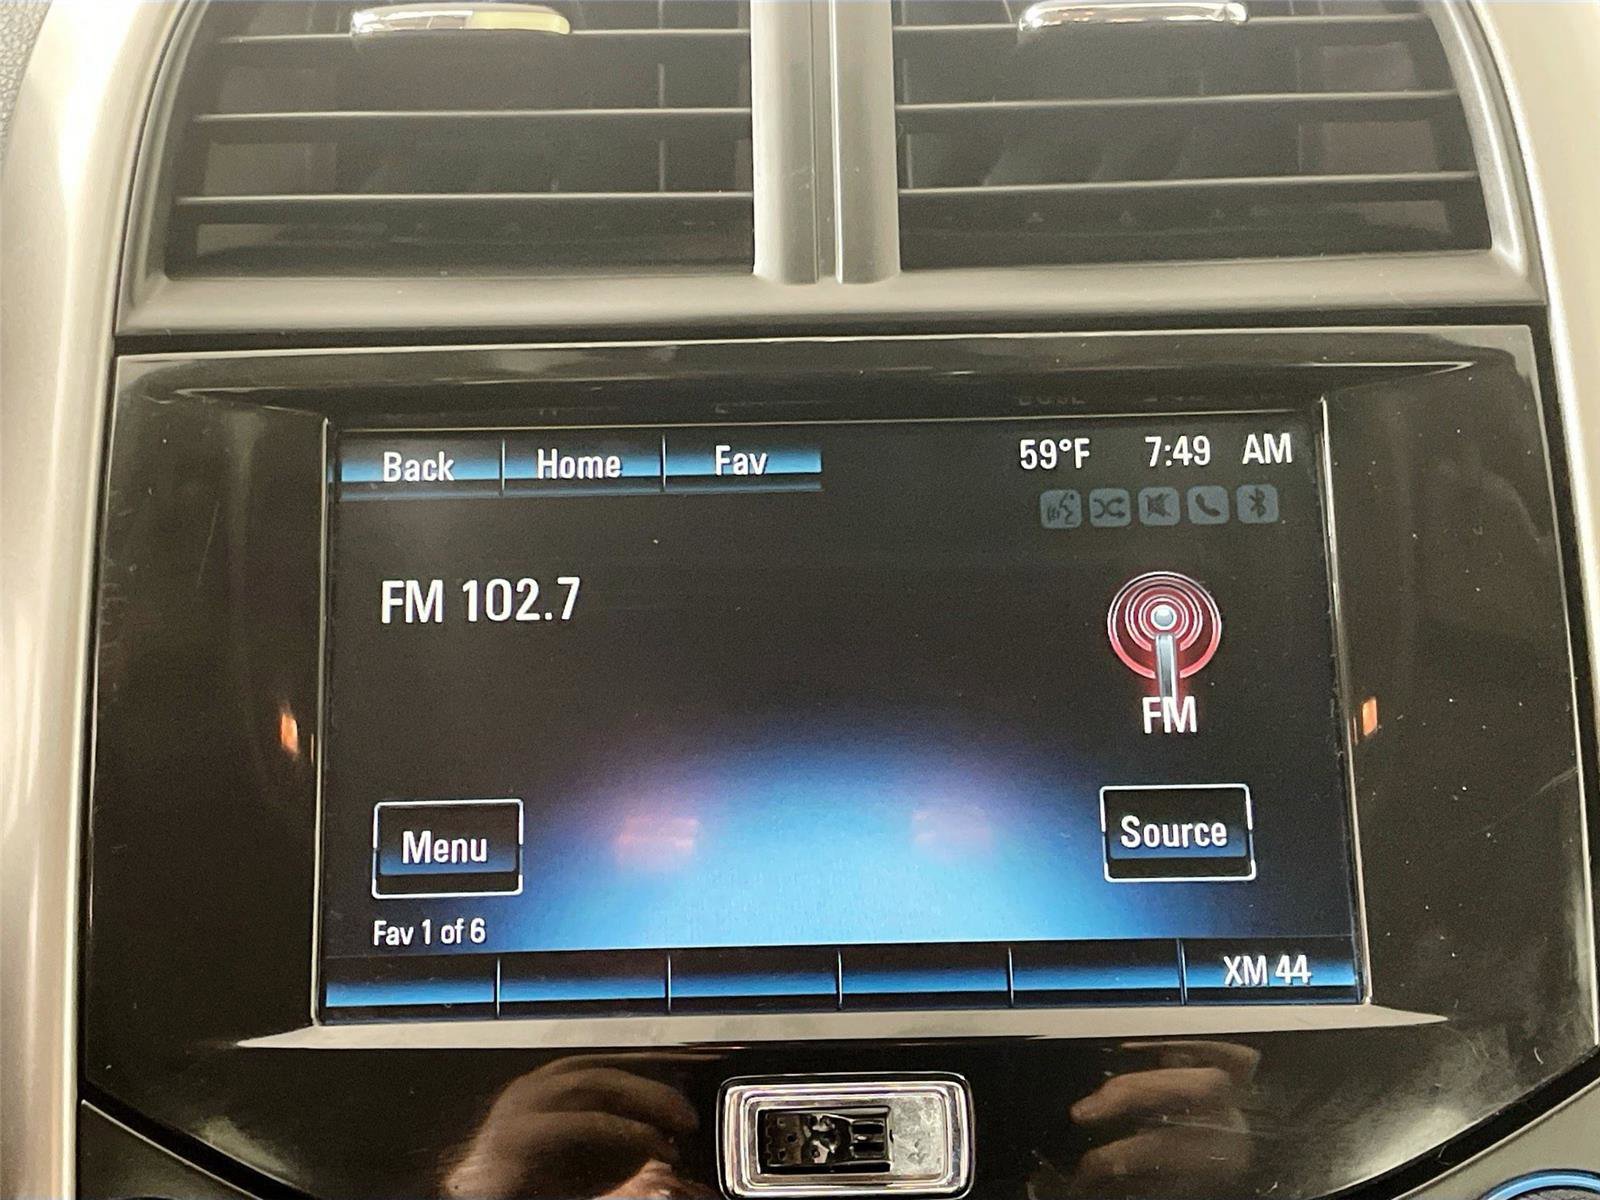 Back Home Fav 59°F 7:49 AM
FM 102.7
FM
Menu Source
Fav 1 of 6
XM 44